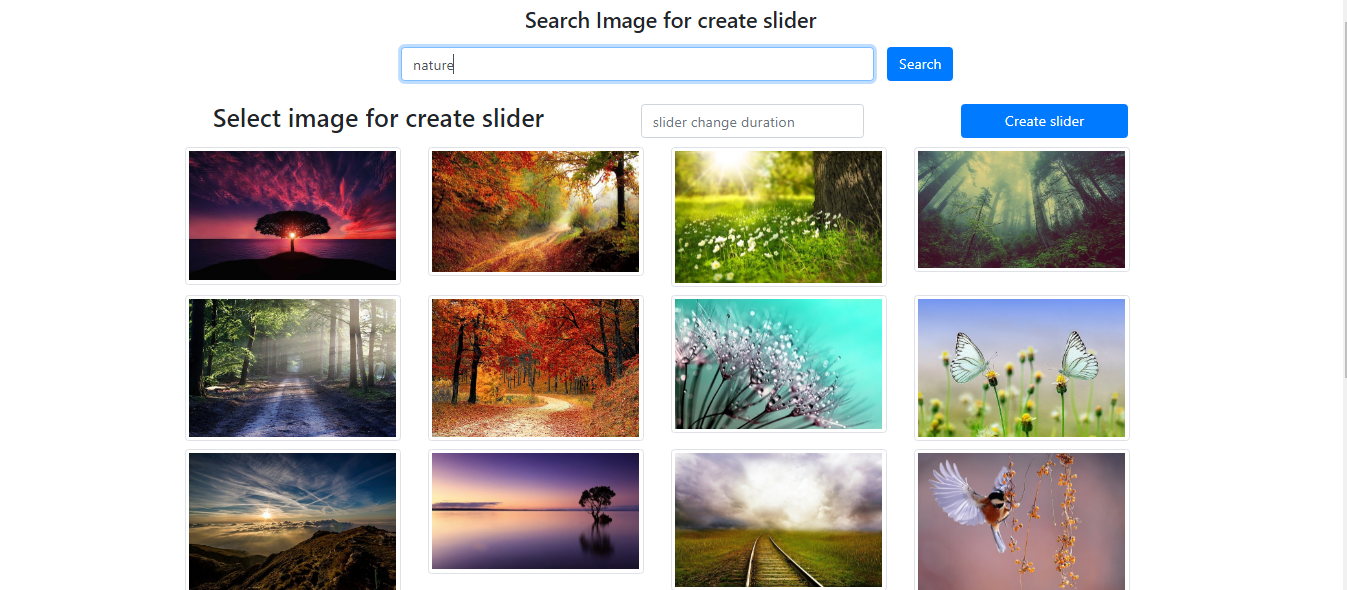 Search Image for create slider
nature
Search
Select image for create slider
slider change duration
Create slider